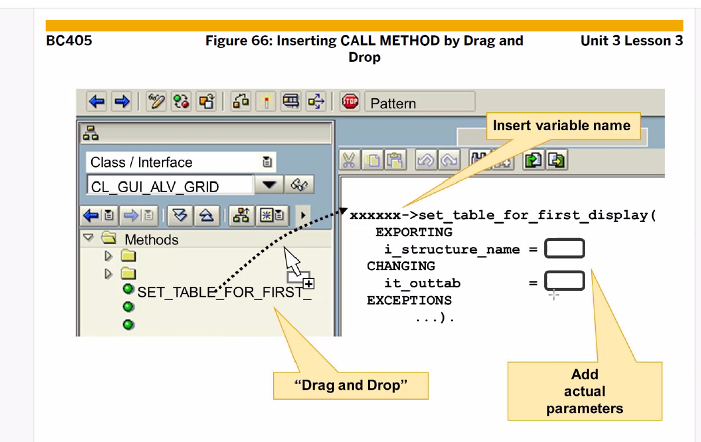 BC405
Figure 66: Inserting CALL METHOD by Drag and
Drop
Unit 3 Lesson 3
STOP
Pattern
Insert variable name
Class / Interface
CL_GUI_ALV_GRID
xxxxxx->set_table_for_first_display(
EXPORTING
i_structure_name =
CHANGING
it_outtab =
EXCEPTIONS
...).
Methods
SET_TABLE_FOR_FIRST_
“Drag and Drop”
Add
actual
parameters